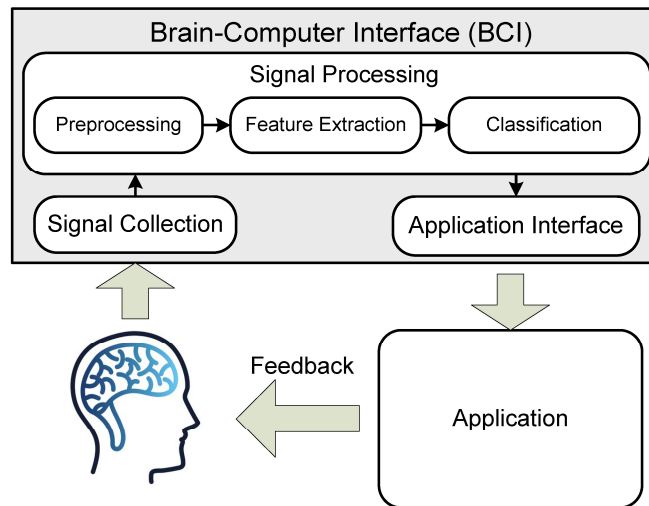 Brain-Computer Interface (BCI)
Signal Processing
Preprocessing
Feature Extraction
Classification
Signal Collection
Application Interface
Feedback
Application